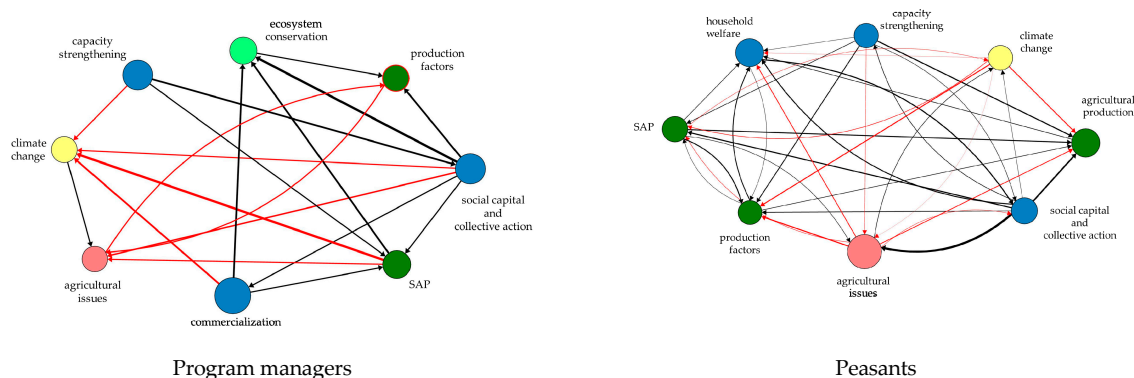 capacity
strengthening
ecosystem
conservation
production
factors
climate
change
social capital
and
collective action
agricultural
issues
commercialization
SAP
Program managers
household
welfare
capacity
strengthening
climate
change
agricultural
production
SAP
production
factors
agricultural
issues
social capital
and
collective action
Peasants